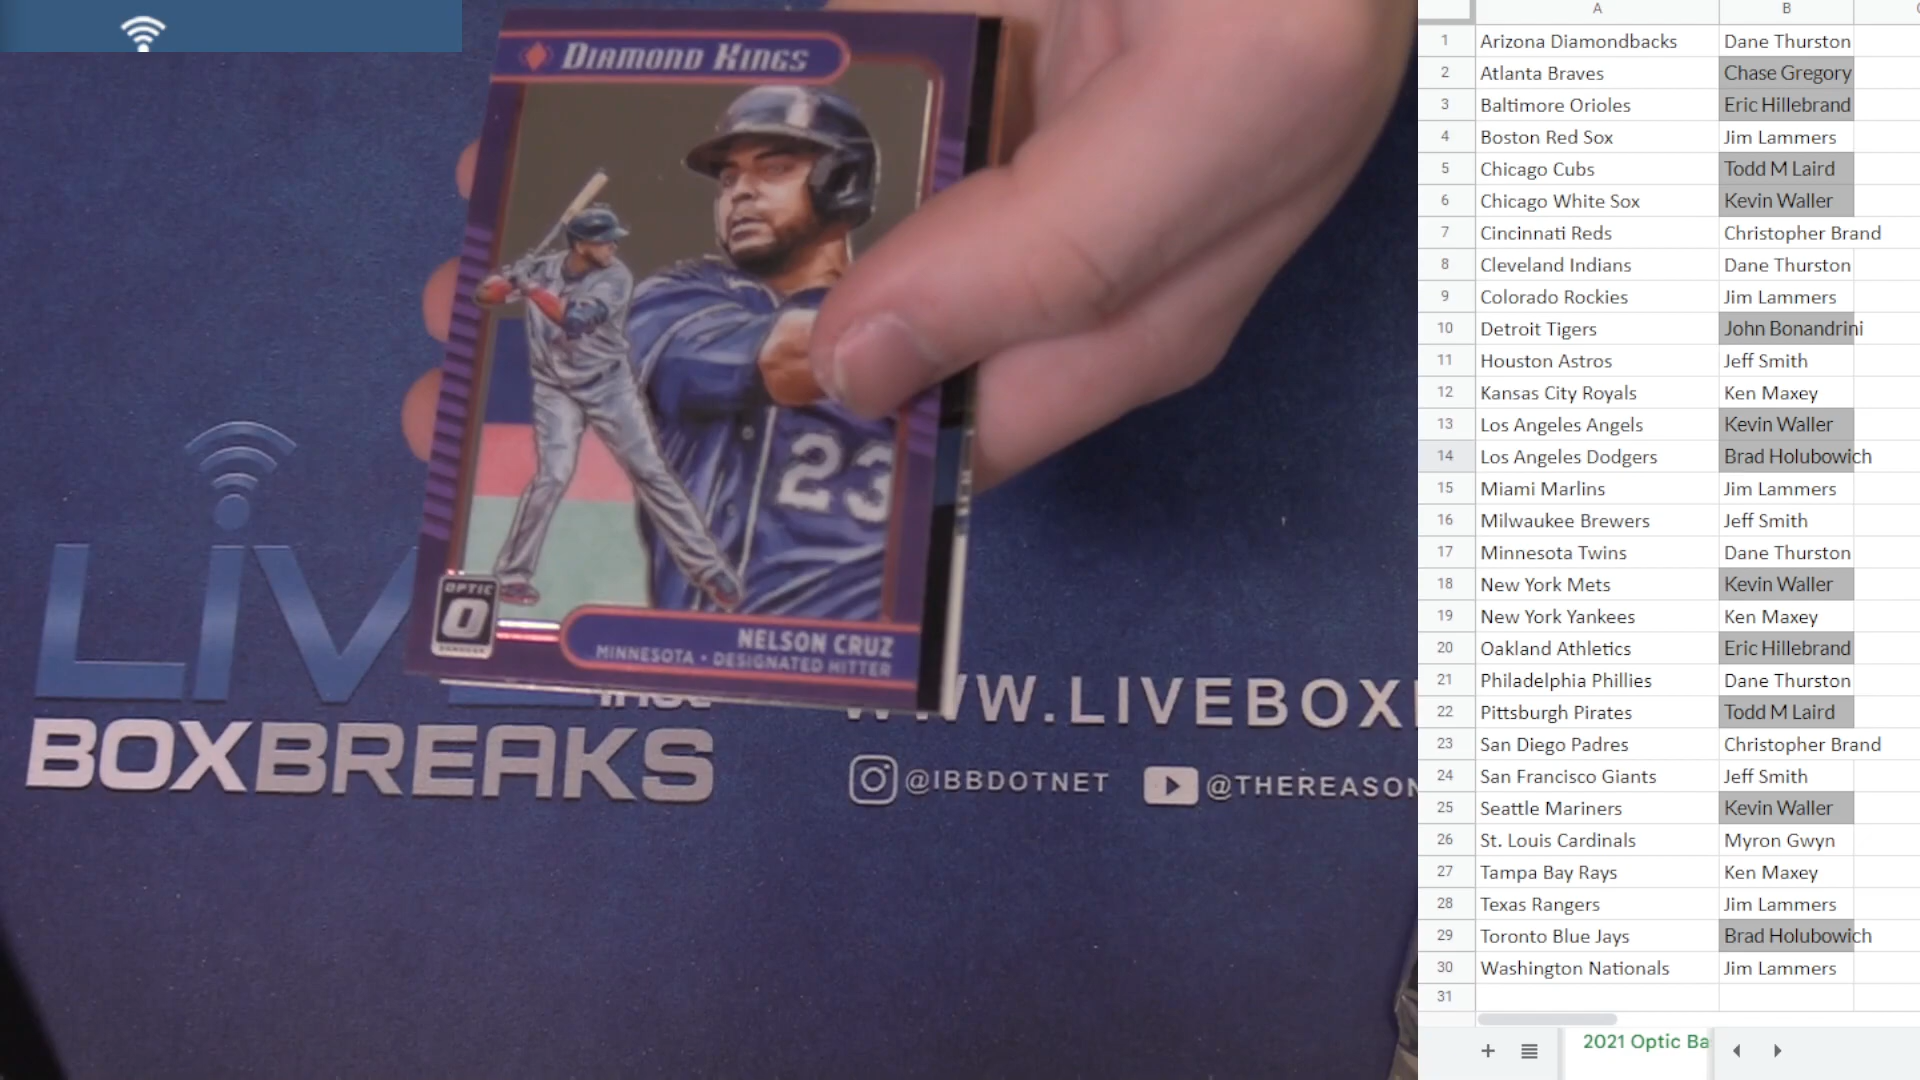 DIAMOND KINGS
23
OPTIC
O
DONRUSS
NELSON CRUZ
MINNESOTA • DESIGNATED HITTER
LIV
BOXBREAKS
WWW.LIVEBOX
@IBBDOTNET
@THEREASON
A B
1 Arizona Diamondbacks Dane Thurston
2 Atlanta Braves Chase Gregory
3 Baltimore Orioles Eric Hillebrand
4 Boston Red Sox Jim Lammers
5 Chicago Cubs Todd M Laird
6 Chicago White Sox Kevin Waller
7 Cincinnati Reds Christopher Brand
8 Cleveland Indians Dane Thurston
9 Colorado Rockies Jim Lammers
10 Detroit Tigers John Bonandrini
11 Houston Astros Jeff Smith
12 Kansas City Royals Ken Maxey
13 Los Angeles Angels Kevin Waller
14 Los Angeles Dodgers Brad Holubowich
15 Miami Marlins Jim Lammers
16 Milwaukee Brewers Jeff Smith
17 Minnesota Twins Dane Thurston
18 New York Mets Kevin Waller
19 New York Yankees Ken Maxey
20 Oakland Athletics Eric Hillebrand
21 Philadelphia Phillies Dane Thurston
22 Pittsburgh Pirates Todd M Laird
23 San Diego Padres Christopher Brand
24 San Francisco Giants Jeff Smith
25 Seattle Mariners Kevin Waller
26 St. Louis Cardinals Myron Gwyn
27 Tampa Bay Rays Ken Maxey
28 Texas Rangers Jim Lammers
29 Toronto Blue Jays Brad Holubowich
30 Washington Nationals Jim Lammers
31
2021 Optic Ba